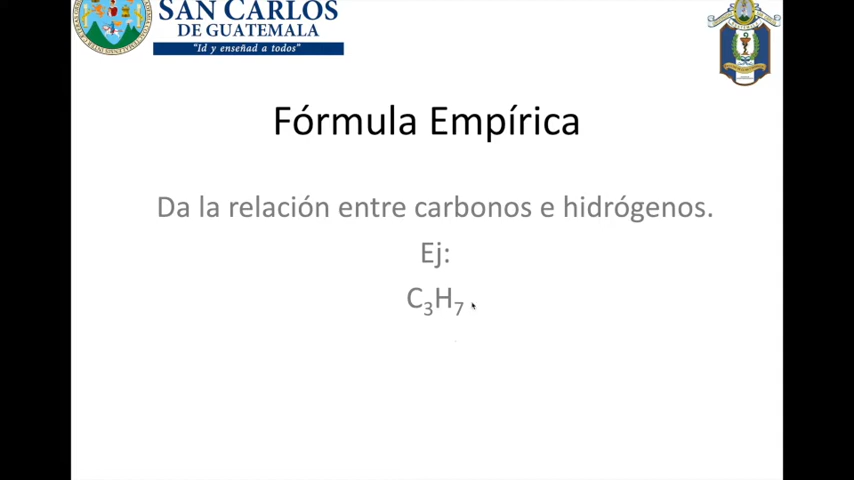 SAN CARLOS
DE GUATEMALA
"Id y enseñad a todos"
Fórmula Empírica
Da la relación entre carbonos e hidrógenos.
Ej:
C₃H₇